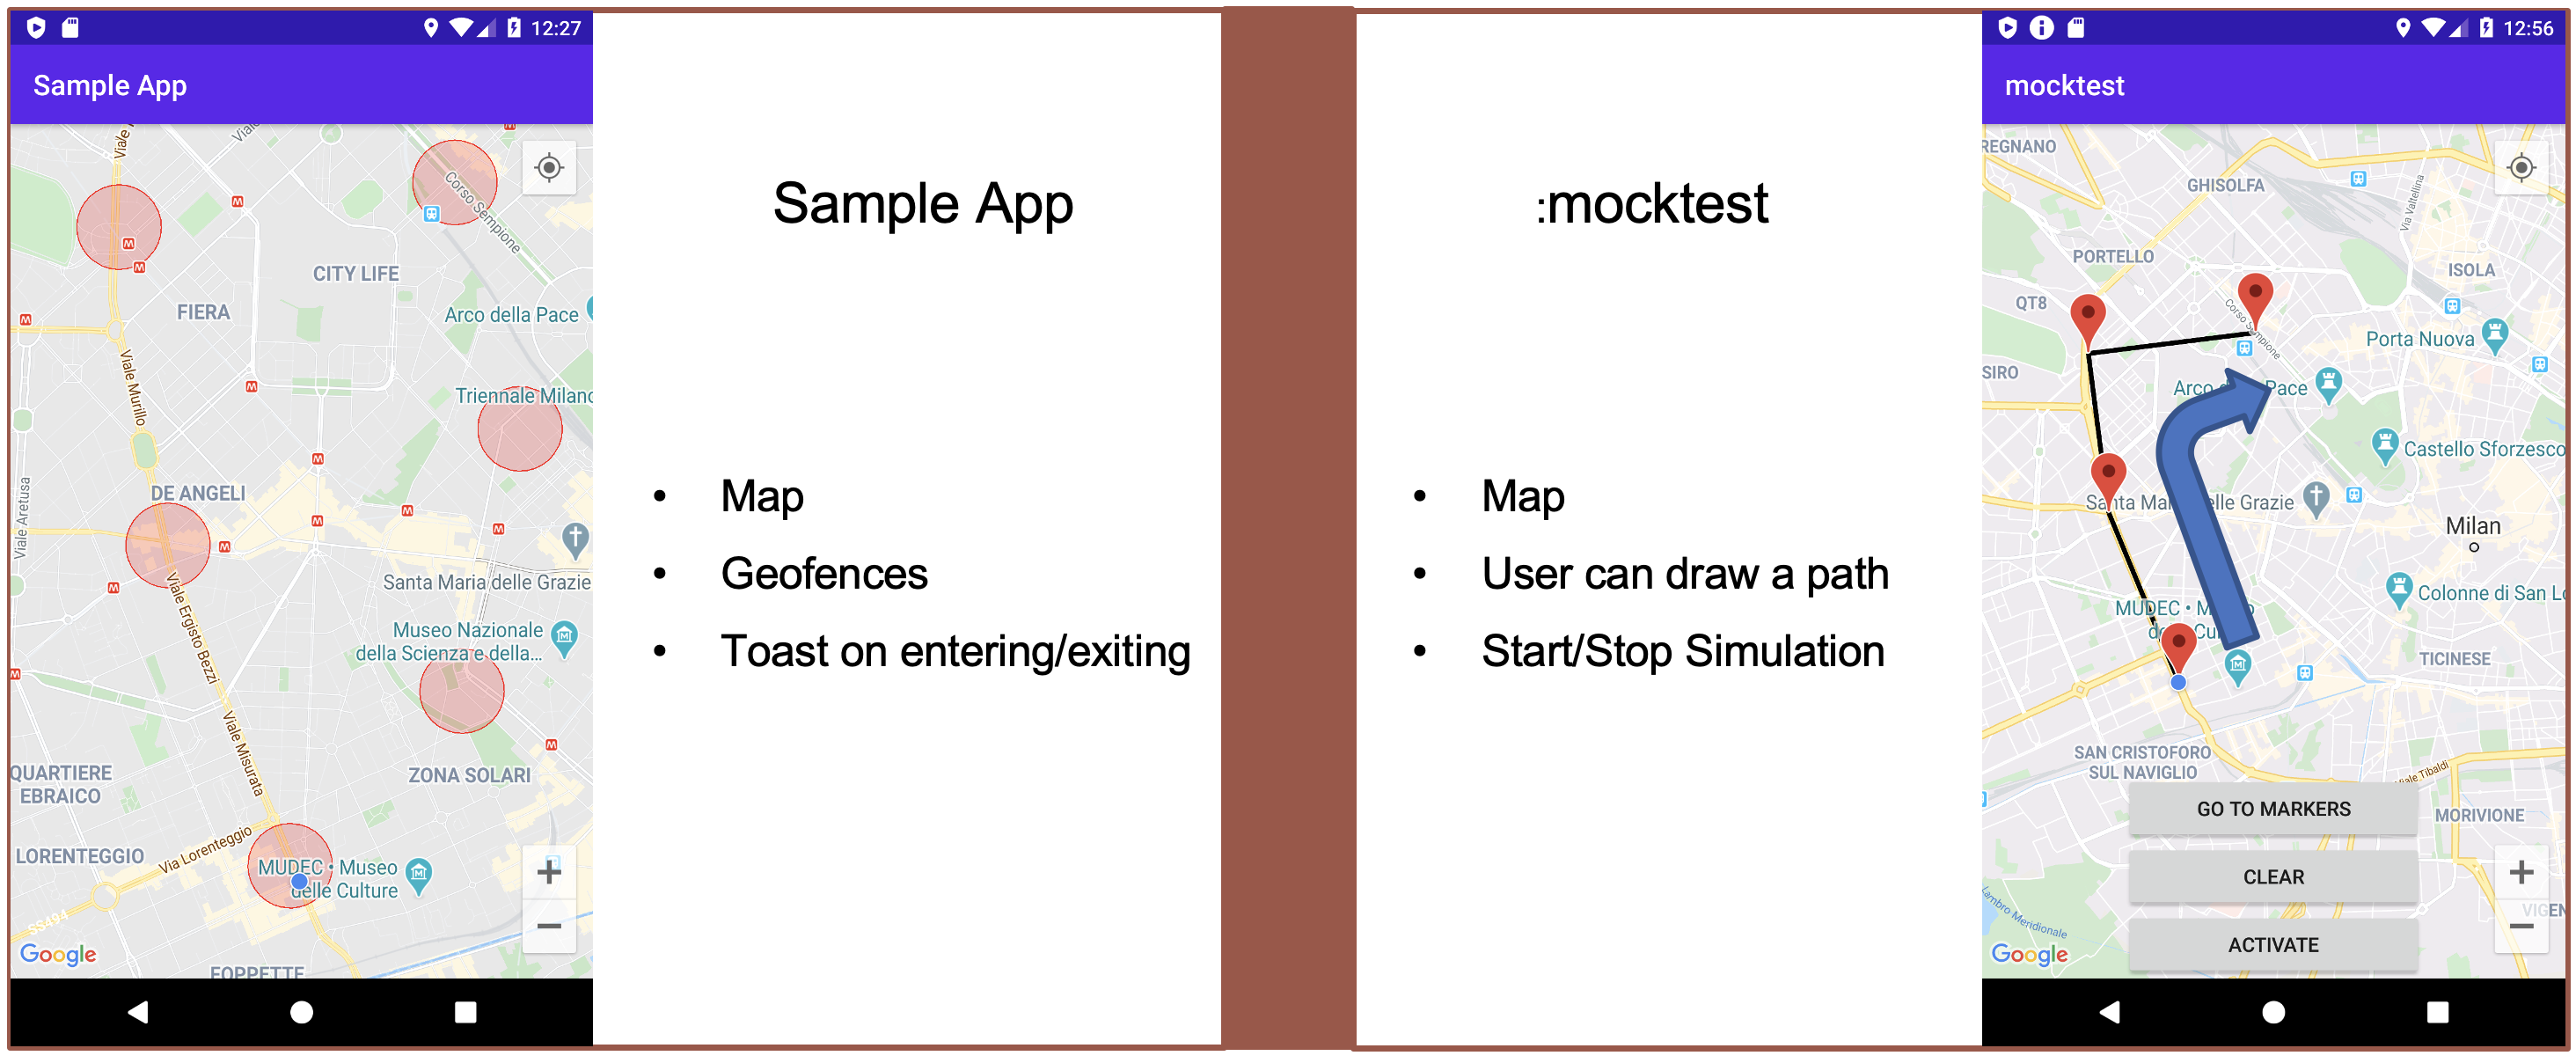 12:27
Sample App
Viale
Viale
Corso Sempione
CITY LIFE
FIERA
Arco della Pace
Viale Murillo
Triennale Milano
Viale Aretusa
DE ANGELI
Santa Maria delle Grazie
Viale Ergisto Bezzi
Museo Nazionale
della Scienza e della...
Viale Misurata
QUARTIERE
EBRAICO
ZONA SOLARI
LORENTEGGIO
Via Lorenteggio
MUDEC • Museo
delle Culture
+
SS494
−
Google
FOPPETTE
Sample App
• Map
• Geofences
• Toast on entering/exiting
:mocktest
• Map
• User can draw a path
• Start/Stop Simulation
12:56
mocktest
REGNANO
GHISOLFA
Via Valtellina
PORTELLO
ISOLA
QT8
Corso Sempione
Porta Nuova
SIRO
Arco Pace
Castello Sforzesco
Santa Ma elle Grazie
Milan
Colonne di San Lo
MUDEC • M o
de Cu
TICINESE
SAN CRISTOFORO
SUL NAVIGLIO
Viale Tibaldi
GO TO MARKERS
MORIVIONE
CLEAR
+
Lambro Meridionale
VIGEN
−
ACTIVATE
Google